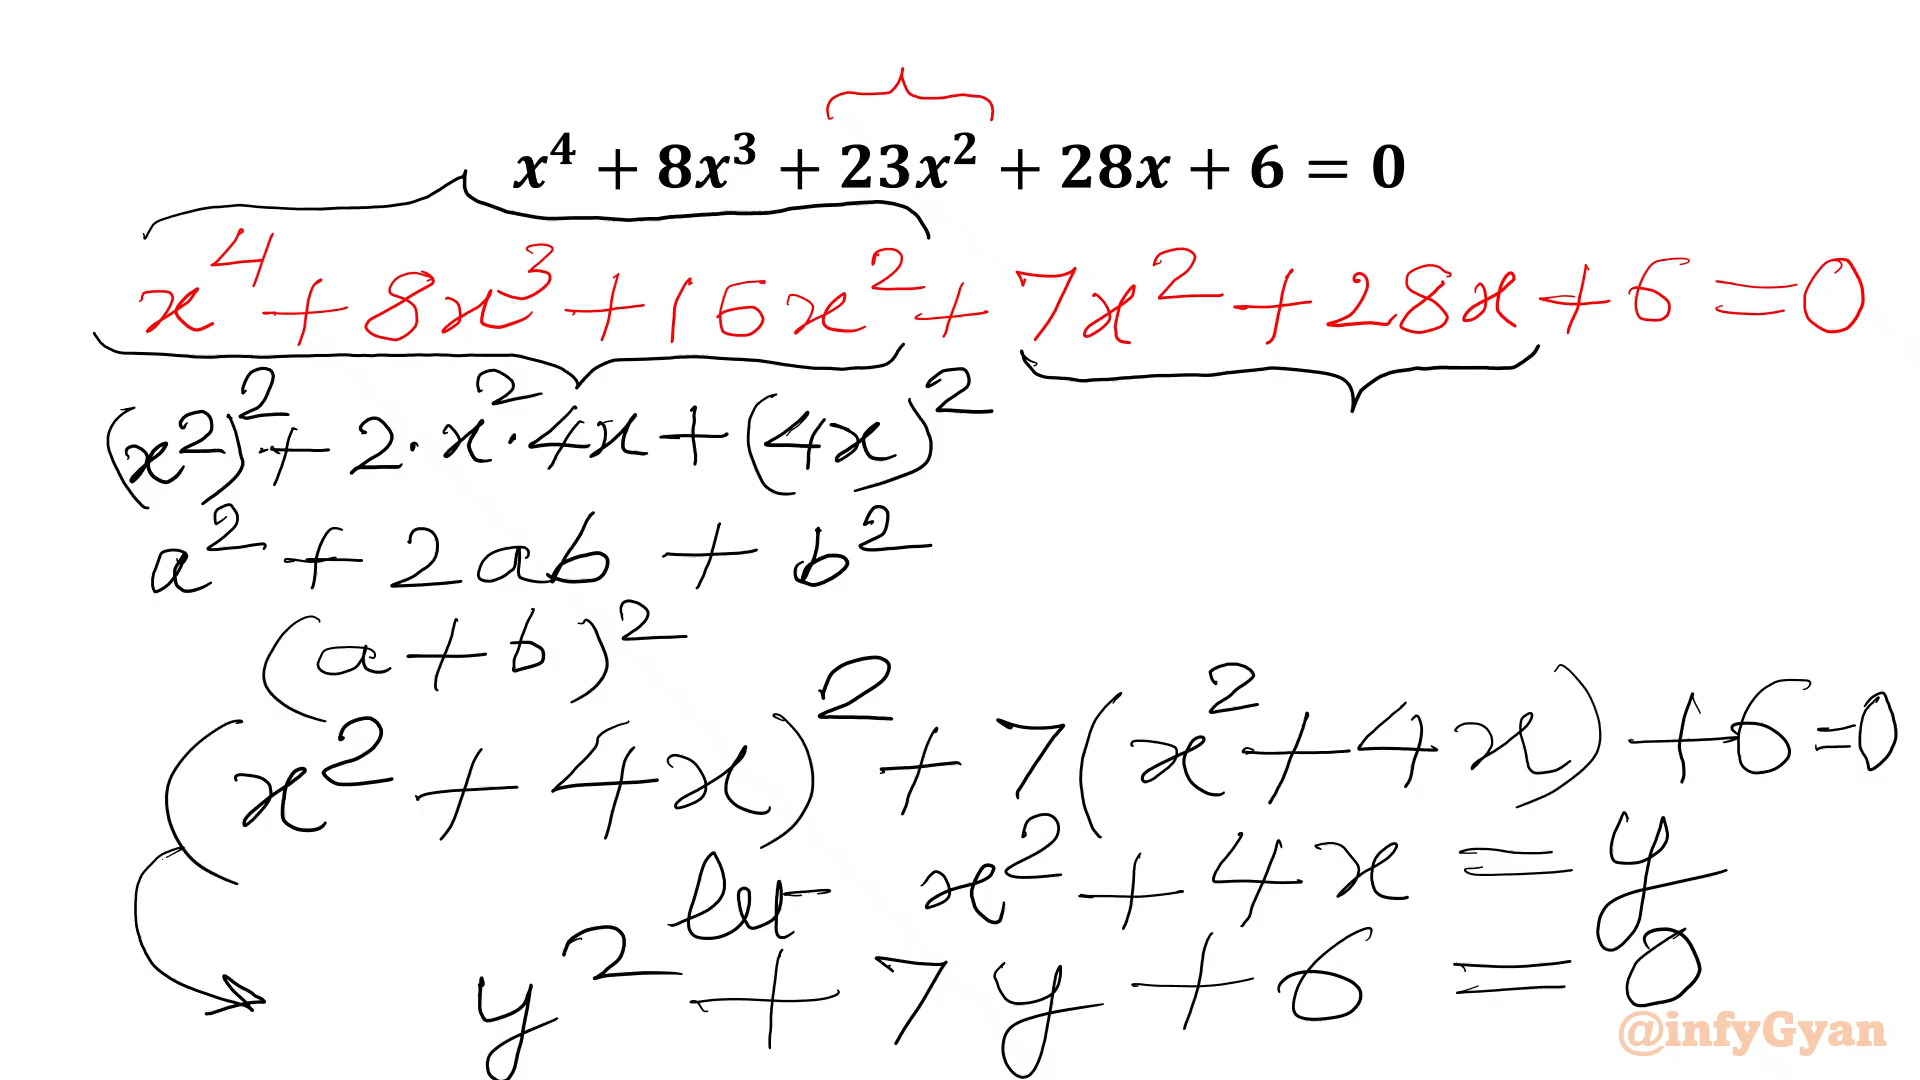 x⁴ + 8x³ + 23x² + 28x + 6 = 0
x⁴ + 8x³ + 16x² + 7x² + 28x + 6 = 0
(x²)² + 2·x²·4x + (4x)²
a² + 2ab + b²
(a + b)²
(x² + 4x)² + 7(x² + 4x) + 6 = 0
let x² + 4x = y
y² + 7y + 6 = 0
@infyGyan